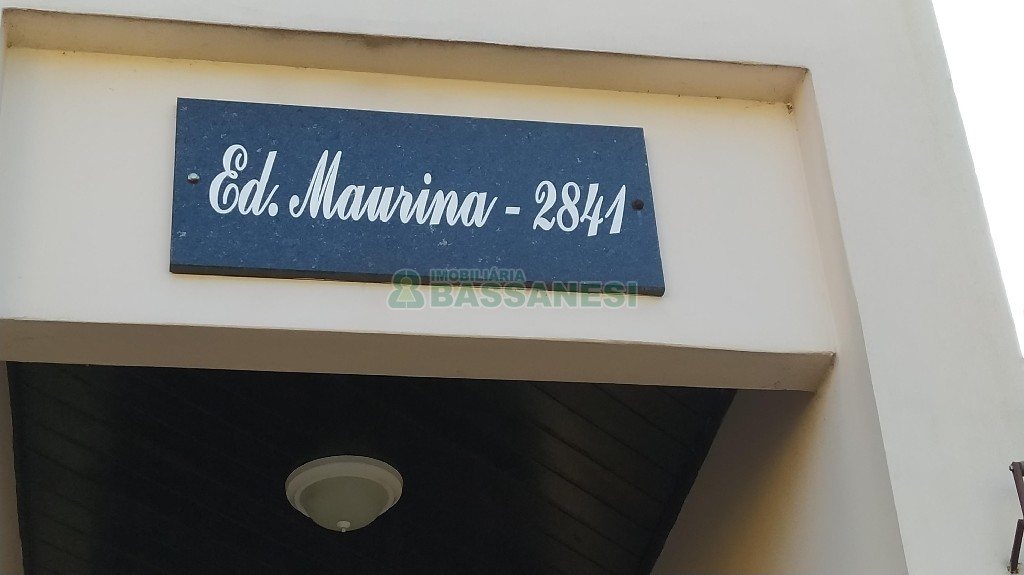 Ed. Maurina - 2841
IMOBILIÁRIA
BASSANESI